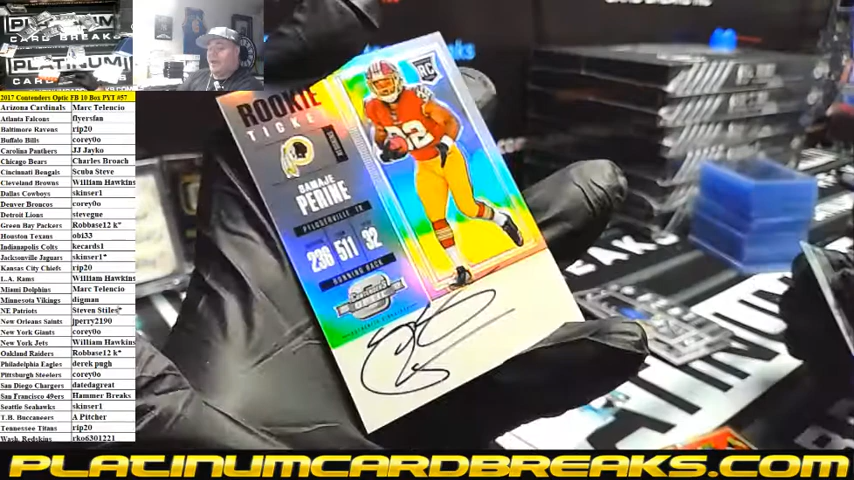 PLATINUM
CARD BREAKS
PLATINUM
2017 Contenders Optic FB 10 Box PYT #57
Arizona Cardinals Marc Telencio
Atlanta Falcons flyersfan
Baltimore Ravens rip20
Buffalo Bills corey0o
Carolina Panthers JJ Jayko
Chicago Bears Charles Broach
Cincinnati Bengals Scuba Steve
Cleveland Browns William Hawkins
Dallas Cowboys skinser1
Denver Broncos corey0o
Detroit Lions stevegue
Green Bay Packers Robbase12 k*
Houston Texans obi33
Indianapolis Colts kecards1
Jacksonville Jaguars skinser1*
Kansas City Chiefs rip20
L.A. Rams William Hawkins
Miami Dolphins Marc Telencio
Minnesota Vikings digman
NE Patriots Steven Stiles*
New Orleans Saints jperry2190
New York Giants corey0o
New York Jets William Hawkins
Oakland Raiders Robbase12 k*
Philadelphia Eagles derek pugh
Pittsburgh Steelers corey0o
San Diego Chargers datedagreat
San Francisco 49ers Hammer Breaks
Seattle Seahawks skinser1
T.B. Buccaneers A Pitcher
Tennessee Titans rip20
Wash. Redskins rko6301221
ROOKIE
TICKET
RC
SAMAJE
PERINE
PFLUGERVILLE, TX
236 511 32
RUNNING BACK
CONTENDERS
OPTIC
PLATINUMCARDBREAKS.COM